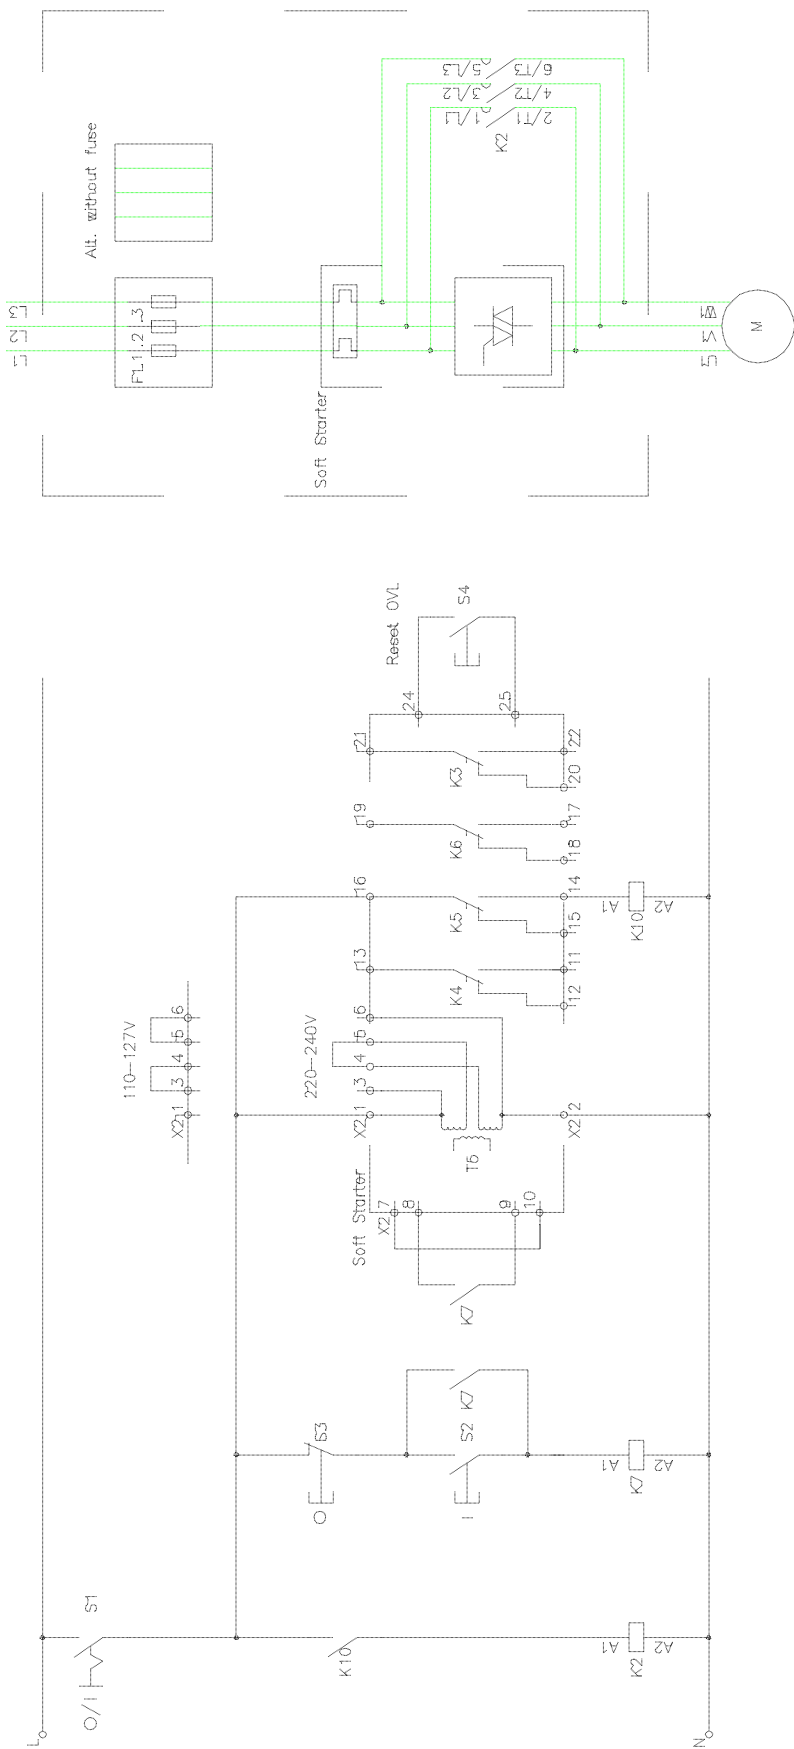 5/L3
6/T3
3/L2
4/T2
1/L1
2/T1
K2
Alt. without fuse
L3
L2
L1
FL1.2.3
W1
V1
U1
M
Soft Starter
Reset OVL
S4
24
25
21
K3
22
20
19
K6
17
18
16
K5
14
15
A1
A2
K10
13
K4
11
12
110-127V
X2
1
3
4
5
6
220-240V
X2
1
3
4
5
6
X2
2
T5
Soft Starter
X2
7
8
9
10
K7
K7
S3
S2
O
I
A1
A2
K7
S1
O/I
K10
A1
A2
K2
L
N